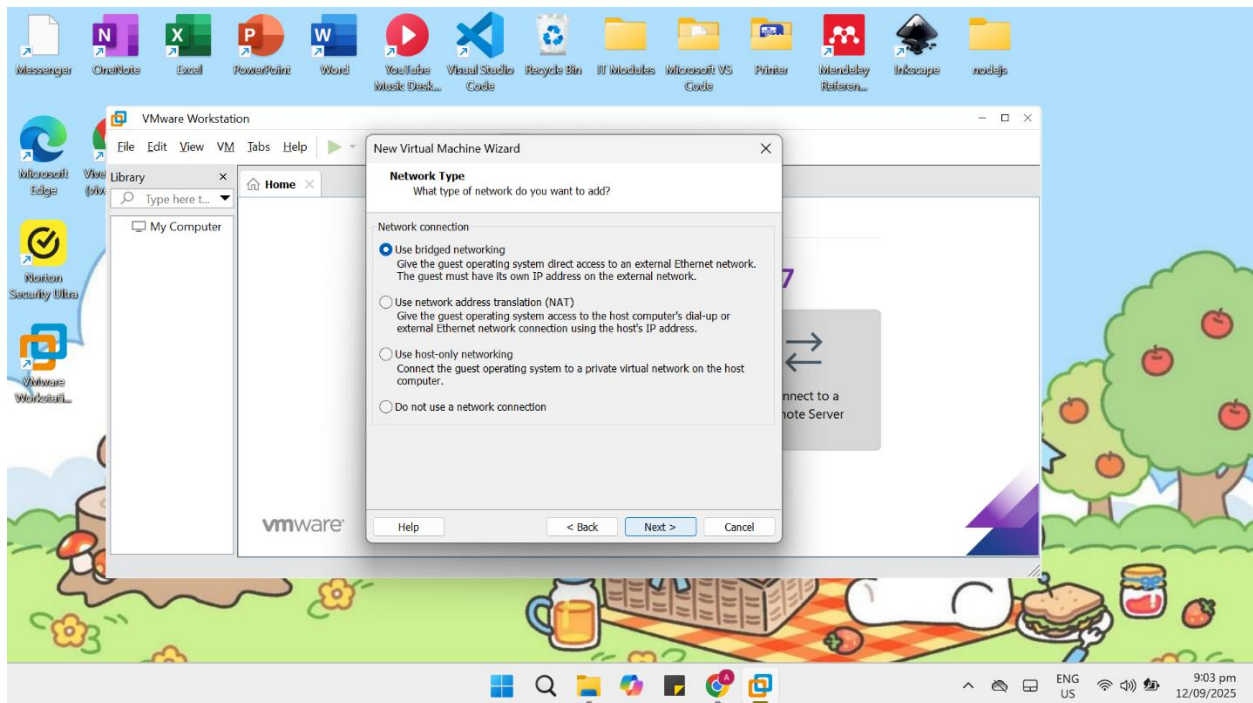 Messenger
OneNote
Excel
PowerPoint
Word
YouTube
Music Desk...
Visual Studio
Code
Recycle Bin
IT Modules
Microsoft VS
Code
Printer
Mendeley
Referen...
Inkscape
nodejs
Microsoft
Edge
Norton
Security Ultra
VMware
Workstati...
VMware Workstation
File Edit View VM Tabs Help
Library
Type here t...
My Computer
Home
New Virtual Machine Wizard
Network Type
What type of network do you want to add?
Network connection
Use bridged networking
Give the guest operating system direct access to an external Ethernet network.
The guest must have its own IP address on the external network.
Use network address translation (NAT)
Give the guest operating system access to the host computer's dial-up or
external Ethernet network connection using the host's IP address.
Use host-only networking
Connect the guest operating system to a private virtual network on the host
computer.
Do not use a network connection
Help
< Back
Next >
Cancel
7
nnect to a
ote Server
vmware
ENG
US
9:03 pm
12/09/2025